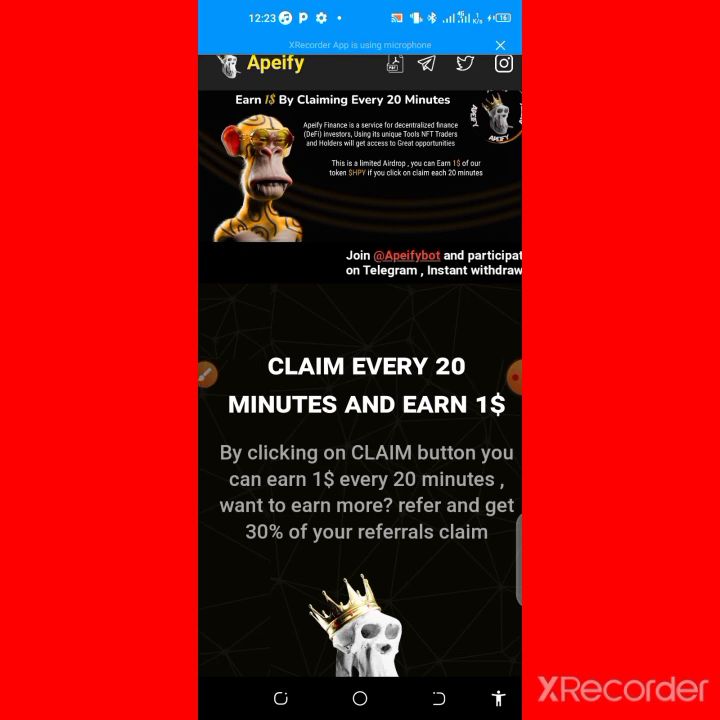 12:23
XRecorder App is using microphone
Apeify
Earn 1$ By Claiming Every 20 Minutes
Apeify Finance is a service for decentralized finance
(DeFi) investors, Using its unique Tools NFT Traders
and Holders will get access to Great opportunities
This is a limited Airdrop , you can Earn 1$ of our
token $HPY if you click on claim each 20 minutes
Join @Apeifybot and participat
on Telegram , Instant withdraw
CLAIM EVERY 20
MINUTES AND EARN 1$
By clicking on CLAIM button you
can earn 1$ every 20 minutes ,
want to earn more? refer and get
30% of your referrals claim
XRecorder